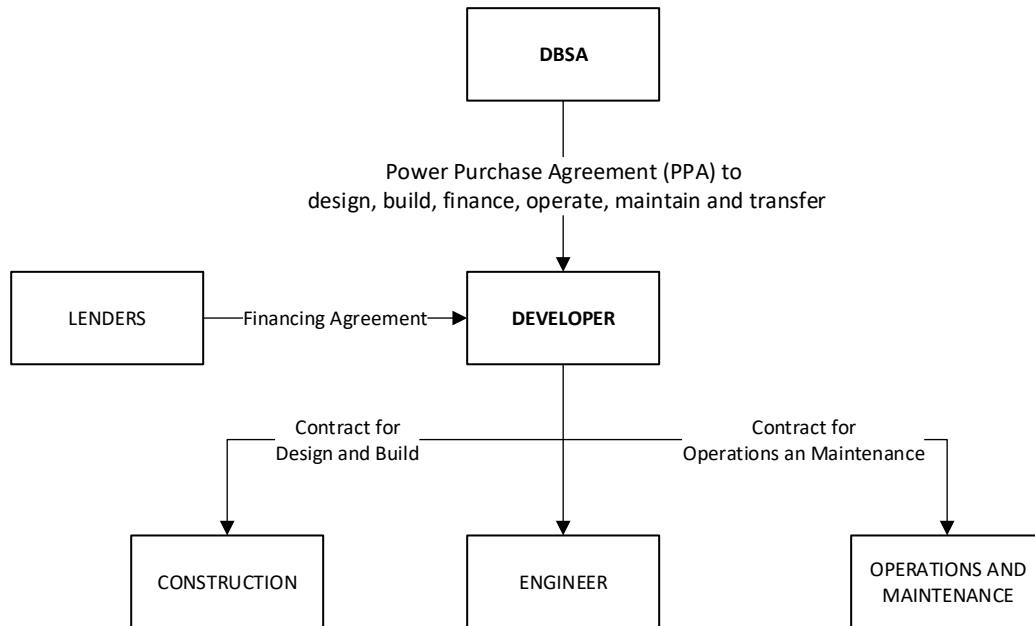 DBSA
Power Purchase Agreement (PPA) to
design, build, finance, operate, maintain and transfer
LENDERS
Financing Agreement
DEVELOPER
Contract for
Design and Build
Contract for
Operations an Maintenance
CONSTRUCTION
ENGINEER
OPERATIONS AND
MAINTENANCE